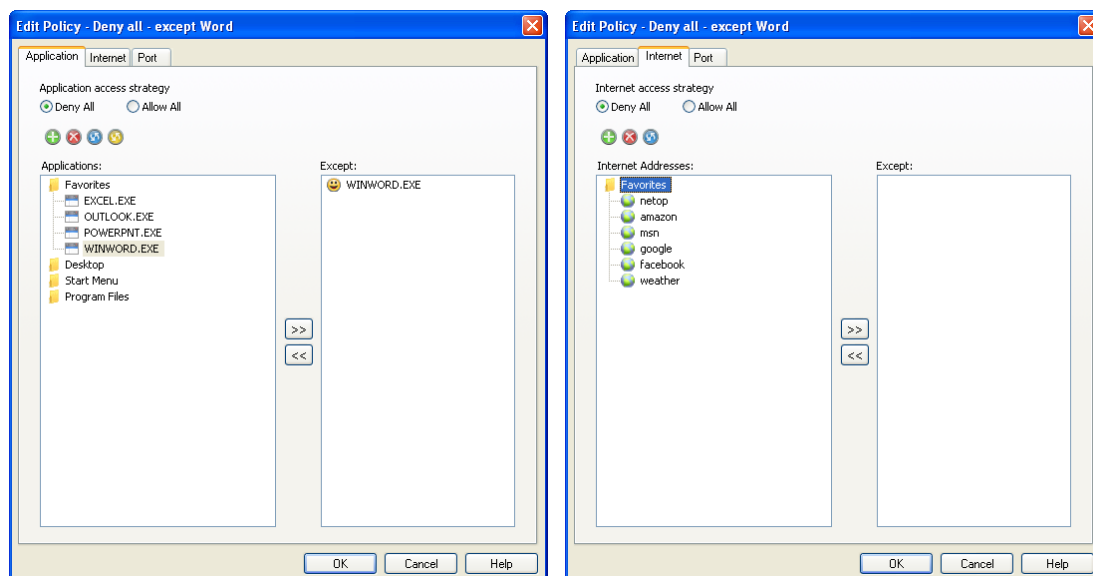 Edit Policy - Deny all - except Word
Application Internet Port
Application access strategy
Deny All Allow All
Applications: Except:
Favorites WINWORD.EXE
EXCEL.EXE
OUTLOOK.EXE
POWERPNT.EXE
WINWORD.EXE
Desktop
Start Menu
Program Files
>>
<<
OK Cancel Help
Edit Policy - Deny all - except Word
Application Internet Port
Internet access strategy
Deny All Allow All
Internet Addresses: Except:
Favorites
netop
amazon
msn
google
facebook
weather
>>
<<
OK Cancel Help